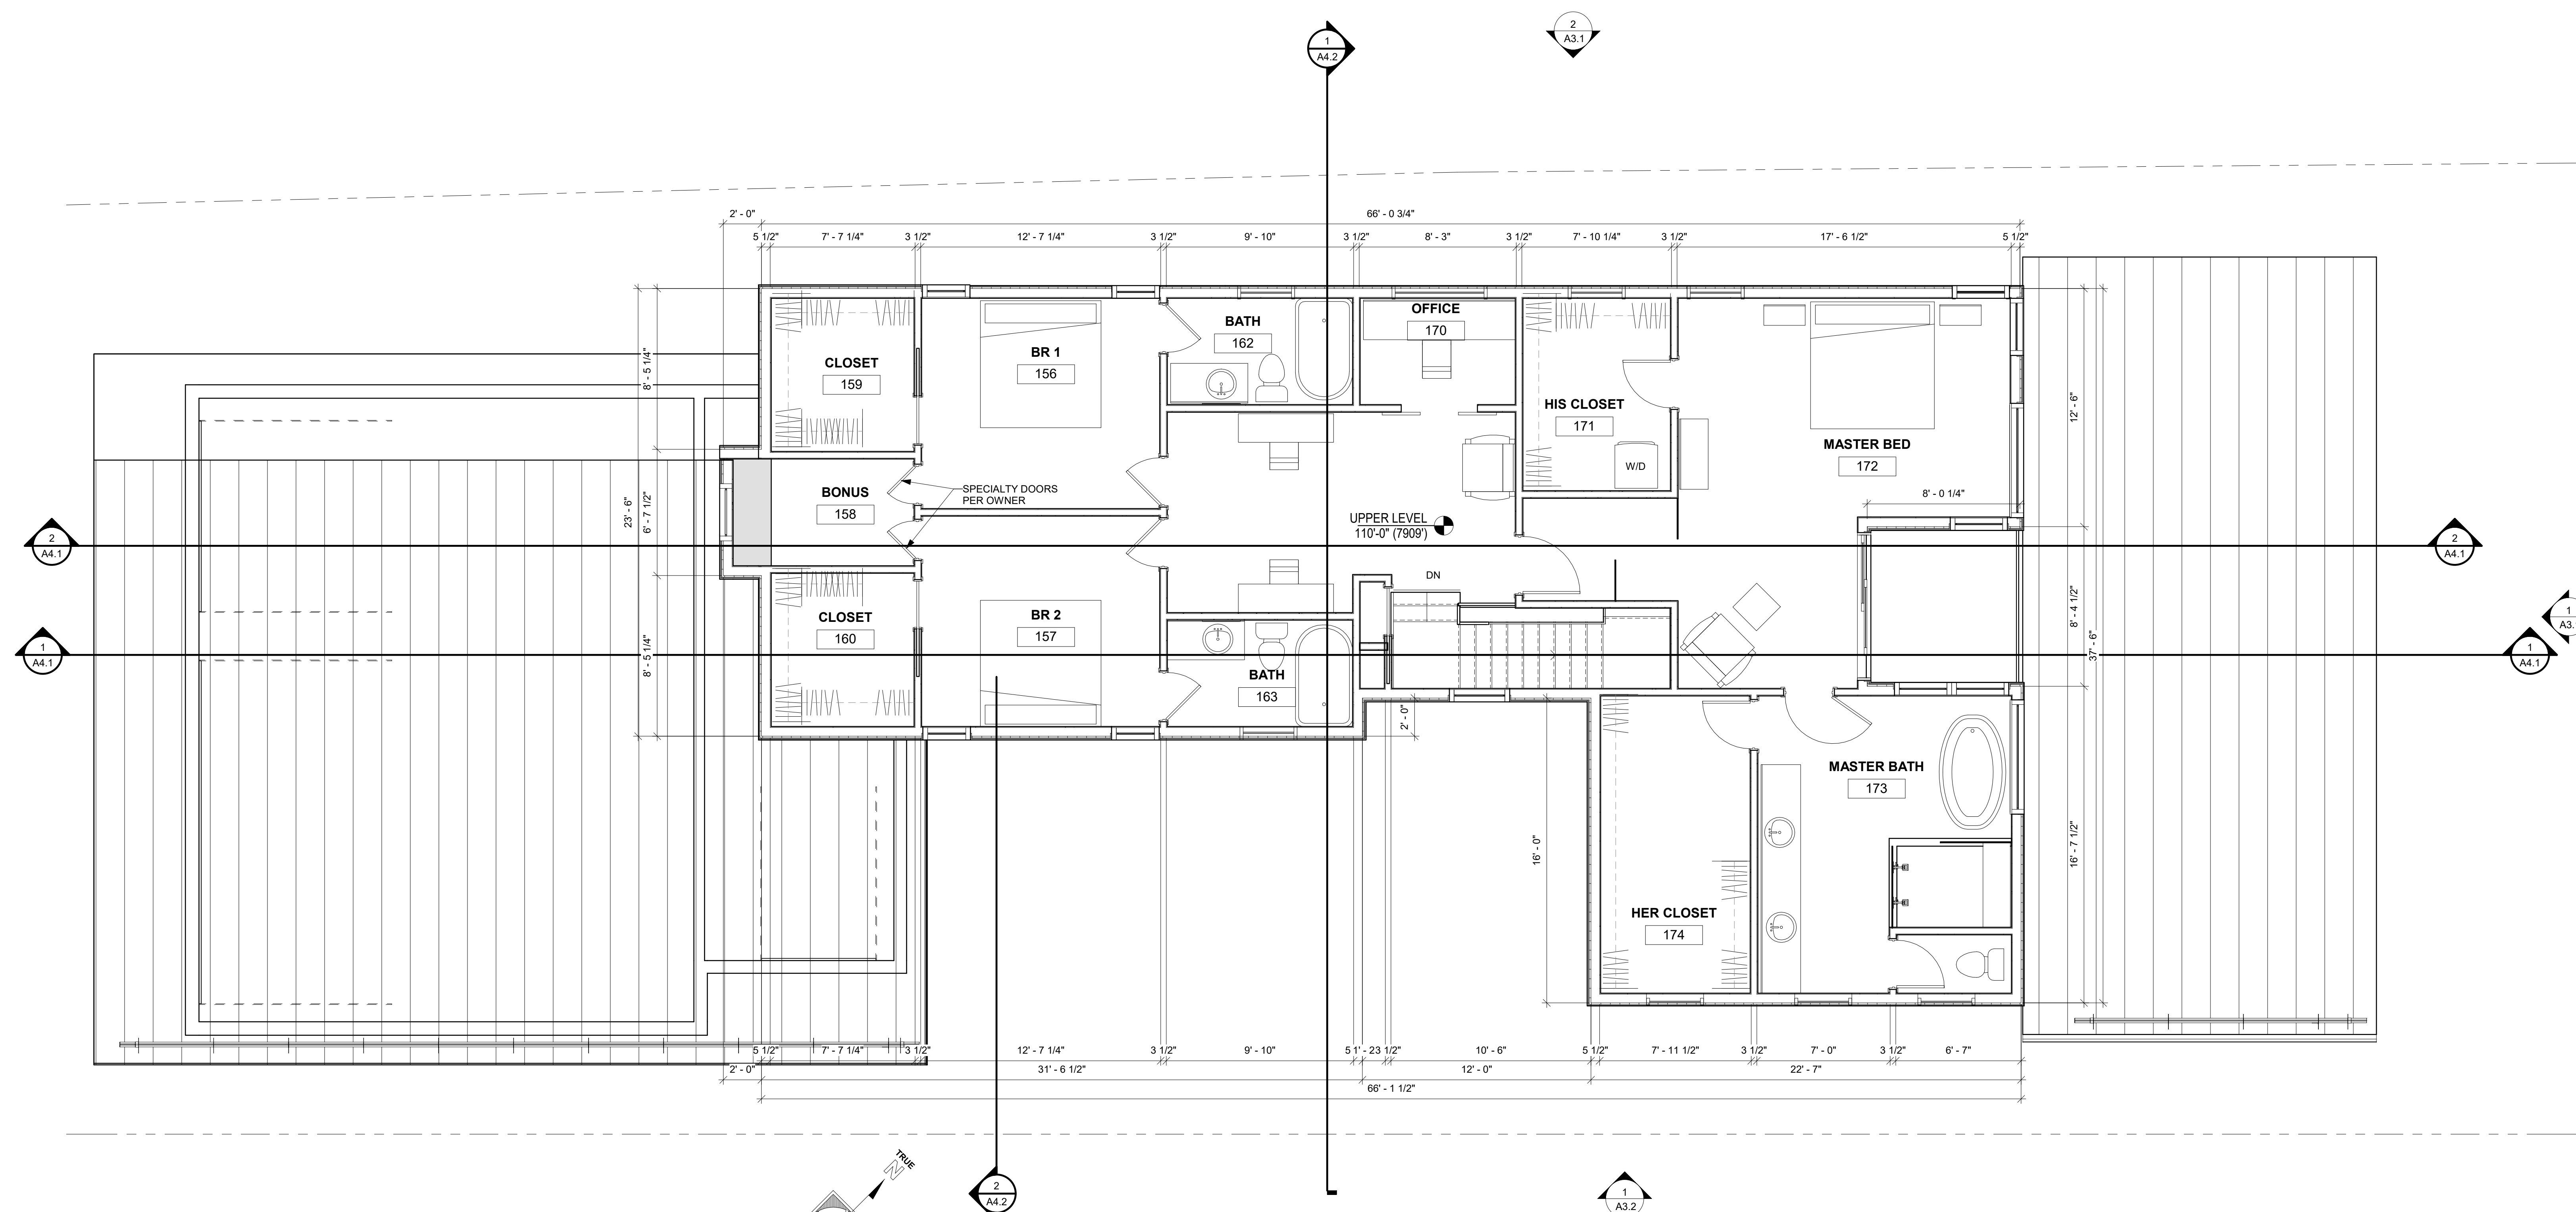 1
A4.2
2
A3.1
2' - 0"
66' - 0 3/4"
5 1/2"
7' - 7 1/4"
3 1/2"
12' - 7 1/4"
3 1/2"
9' - 10"
3 1/2"
8' - 3"
3 1/2"
7' - 10 1/4"
3 1/2"
17' - 6 1/2"
5 1/2"
CLOSET
159
BR 1
156
BATH
162
OFFICE
170
HIS CLOSET
171
W/D
MASTER BED
172
8' - 5 1/4"
12' - 6"
BONUS
158
SPECIALTY DOORS
PER OWNER
UPPER LEVEL
110'-0" (7909')
8' - 0 1/4"
23' - 6"
6' - 7 1/2"
2
A4.1
2
A4.1
DN
CLOSET
160
BR 2
157
BATH
163
8' - 5 1/4"
8' - 4 1/2"
37' - 6"
1
A3.
1
A4.1
1
A4.1
2' - 0"
MASTER BATH
173
16' - 0"
16' - 7 1/2"
HER CLOSET
174
5 1/2"
7' - 7 1/4"
3 1/2"
12' - 7 1/4"
3 1/2"
9' - 10"
5 1' - 23 1/2"
10' - 6"
5 1/2"
7' - 11 1/2"
3 1/2"
7' - 0"
3 1/2"
6' - 7"
2' - 0"
31' - 6 1/2"
12' - 0"
22' - 7"
66' - 1 1/2"
TRUE
N
2
A4.2
1
A3.2